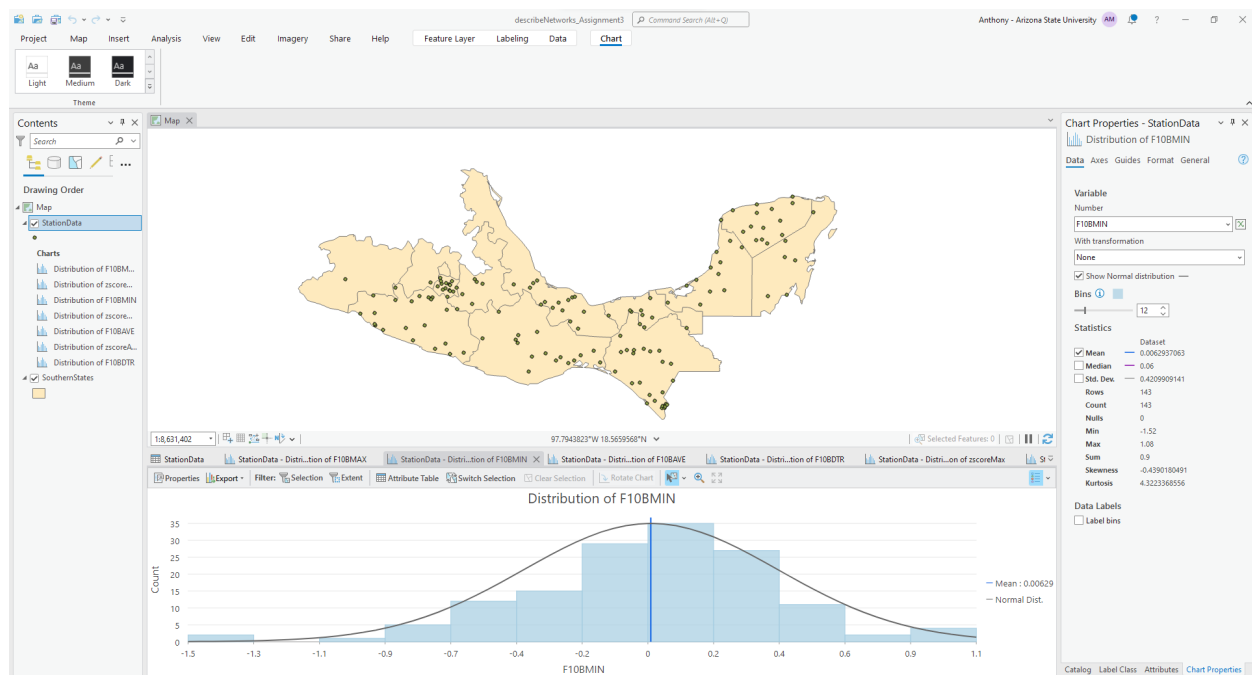 describeNetworks_Assignment3
Command Search (Alt+Q)
Anthony - Arizona State University
AM
?
Project
Map
Insert
Analysis
View
Edit
Imagery
Share
Help
Feature Layer
Labeling
Data
Chart
Aa
Aa
Aa
Light
Medium
Dark
Theme
Contents
Search
Drawing Order
Map
StationData
Charts
Distribution of F10BM...
Distribution of zscore...
Distribution of F10BMIN
Distribution of zscore...
Distribution of F10BAVE
Distribution of zscoreA...
Distribution of F10BDTR
SouthernStates
Map
1:8,631,402
97.7943823°W 18.5659568°N
Selected Features: 0
StationData
StationData - Distri...tion of F10BMAX
StationData - Distri...tion of F10BMIN
StationData - Distri...tion of F10BAVE
StationData - Distri...tion of F10BDTR
StationData - Distri...on of zscoreMax
Properties
Export
Filter:
Selection
Extent
Attribute Table
Switch Selection
Clear Selection
Rotate Chart
Distribution of F10BMIN
Count
35
30
25
20
15
10
5
0
-1.5
-1.3
-1.1
-0.9
-0.7
-0.4
-0.2
0
0.2
0.4
0.6
0.9
1.1
F10BMIN
Mean : 0.00629
Normal Dist.
Chart Properties - StationData
Distribution of F10BMIN
Data
Axes
Guides
Format
General
Variable
Number
F10BMIN
With transformation
None
Show Normal distribution
Bins
12
Statistics
Dataset
Mean 0.0062937063
Median 0.06
Std. Dev. 0.4209909141
Rows 143
Count 143
Nulls 0
Min -1.52
Max 1.08
Sum 0.9
Skewness -0.4390180491
Kurtosis 4.3223368556
Data Labels
Label bins
Catalog
Label Class
Attributes
Chart Properties